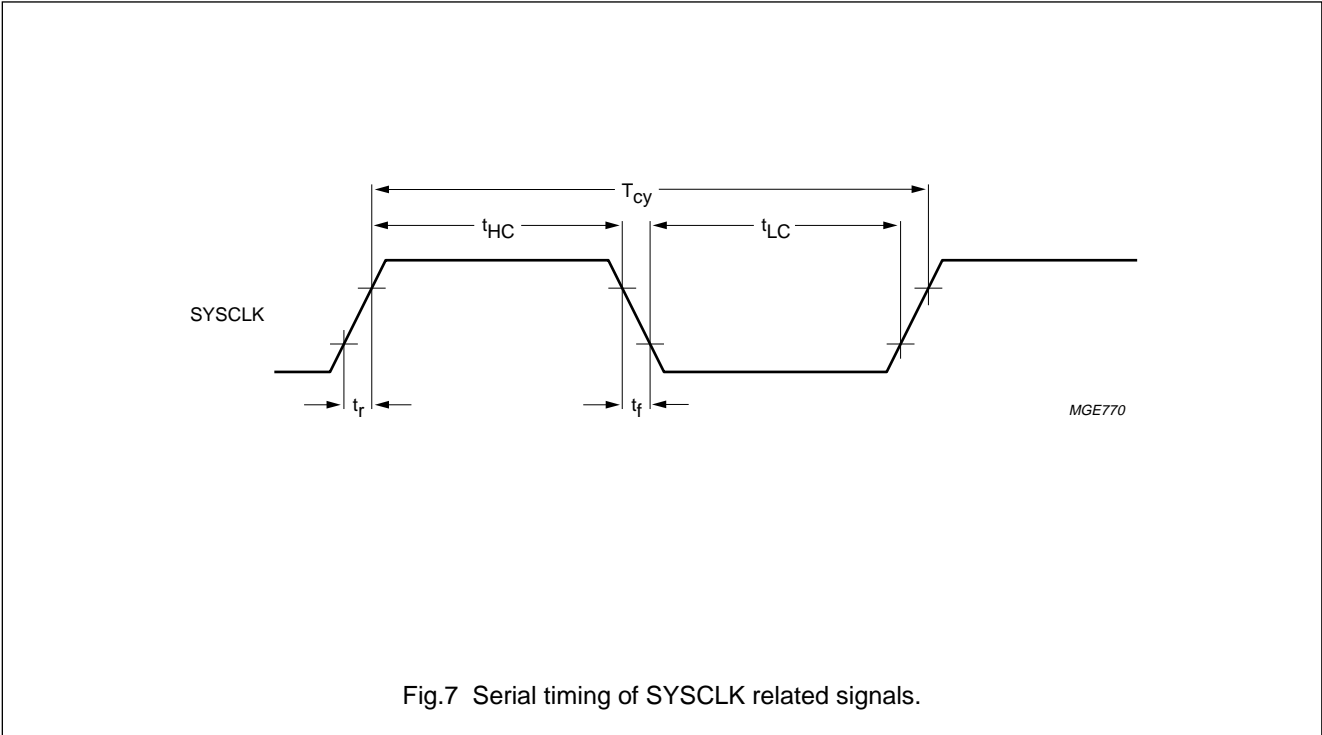 Tcy
tHC
tLC
SYSCLK
tr
tf
MGE770
Fig.7 Serial timing of SYSCLK related signals.